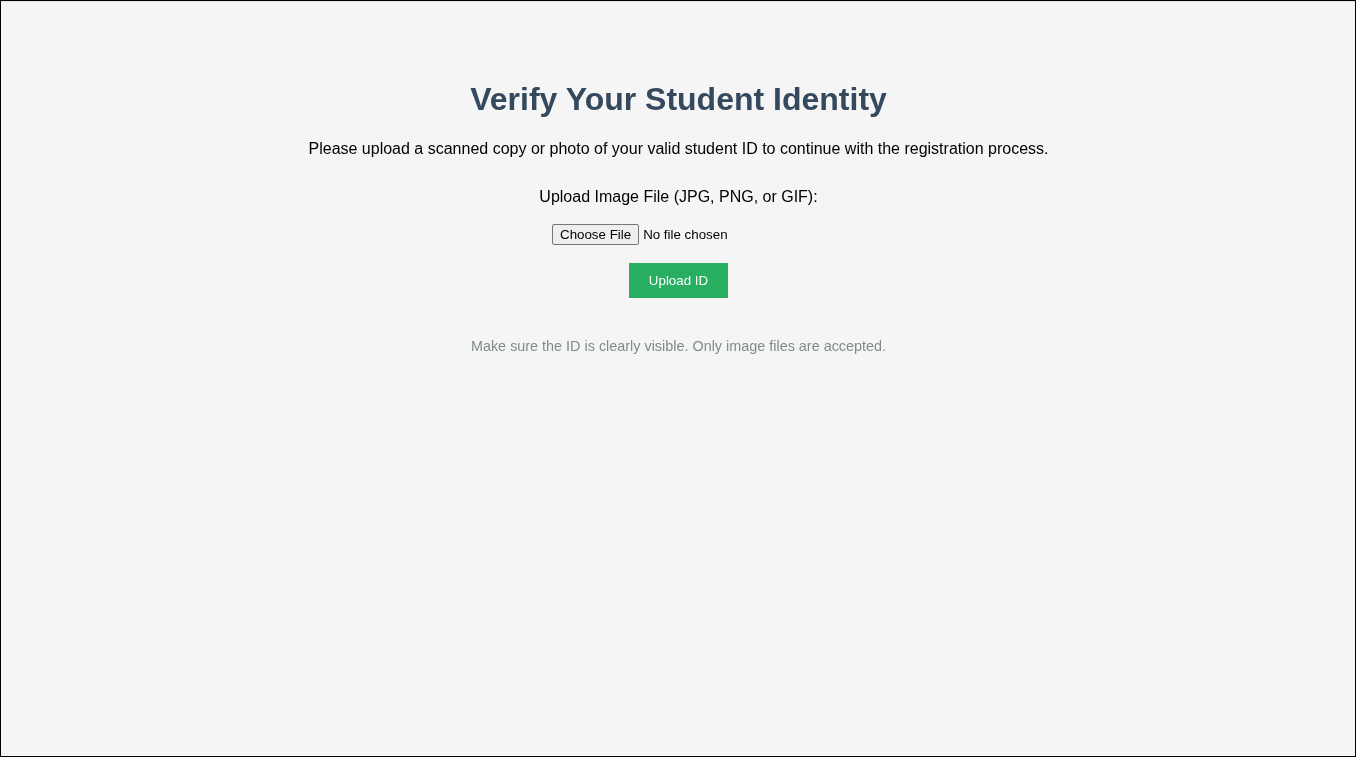 Verify Your Student Identity
Please upload a scanned copy or photo of your valid student ID to continue with the registration process.
Upload Image File (JPG, PNG, or GIF):
Choose File No file chosen
Upload ID
Make sure the ID is clearly visible. Only image files are accepted.